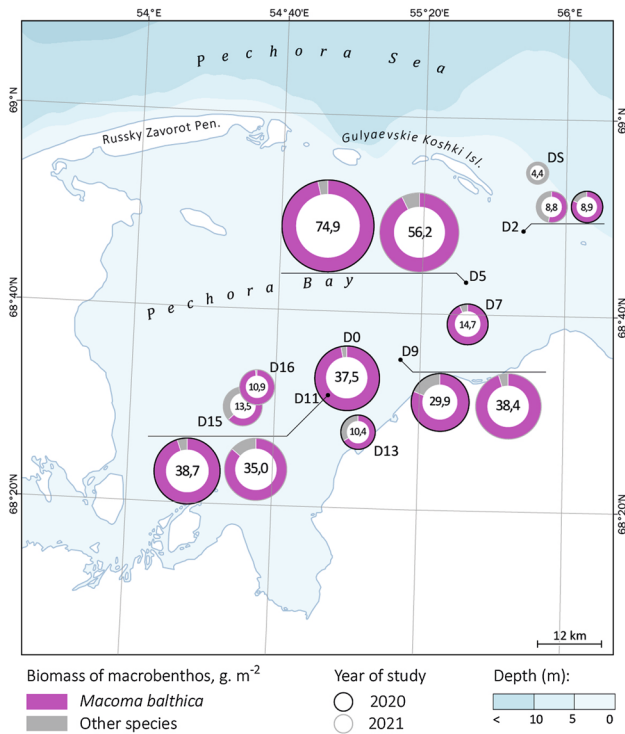 54°E
54°40'E
55°20'E
56°E
Pechora Sea
69°N
69°N
Russky Zavorot Pen.
Gulyaevskie Koshki Isl.
DS
4,4
8,8
8,9
D2
74,9
56,2
D5
Pechora Bay
68°40'N
68°40'N
D7
14,7
D0
D9
D16
37,5
10,9
D11
13,5
29,9
38,4
D15
10,4
D13
38,7
35,0
68°20'N
68°20'N
12 km
Biomass of macrobenthos, g. m⁻²
Macoma balthica
Other species
Year of study
2020
2021
Depth (m):
< 10 5 0